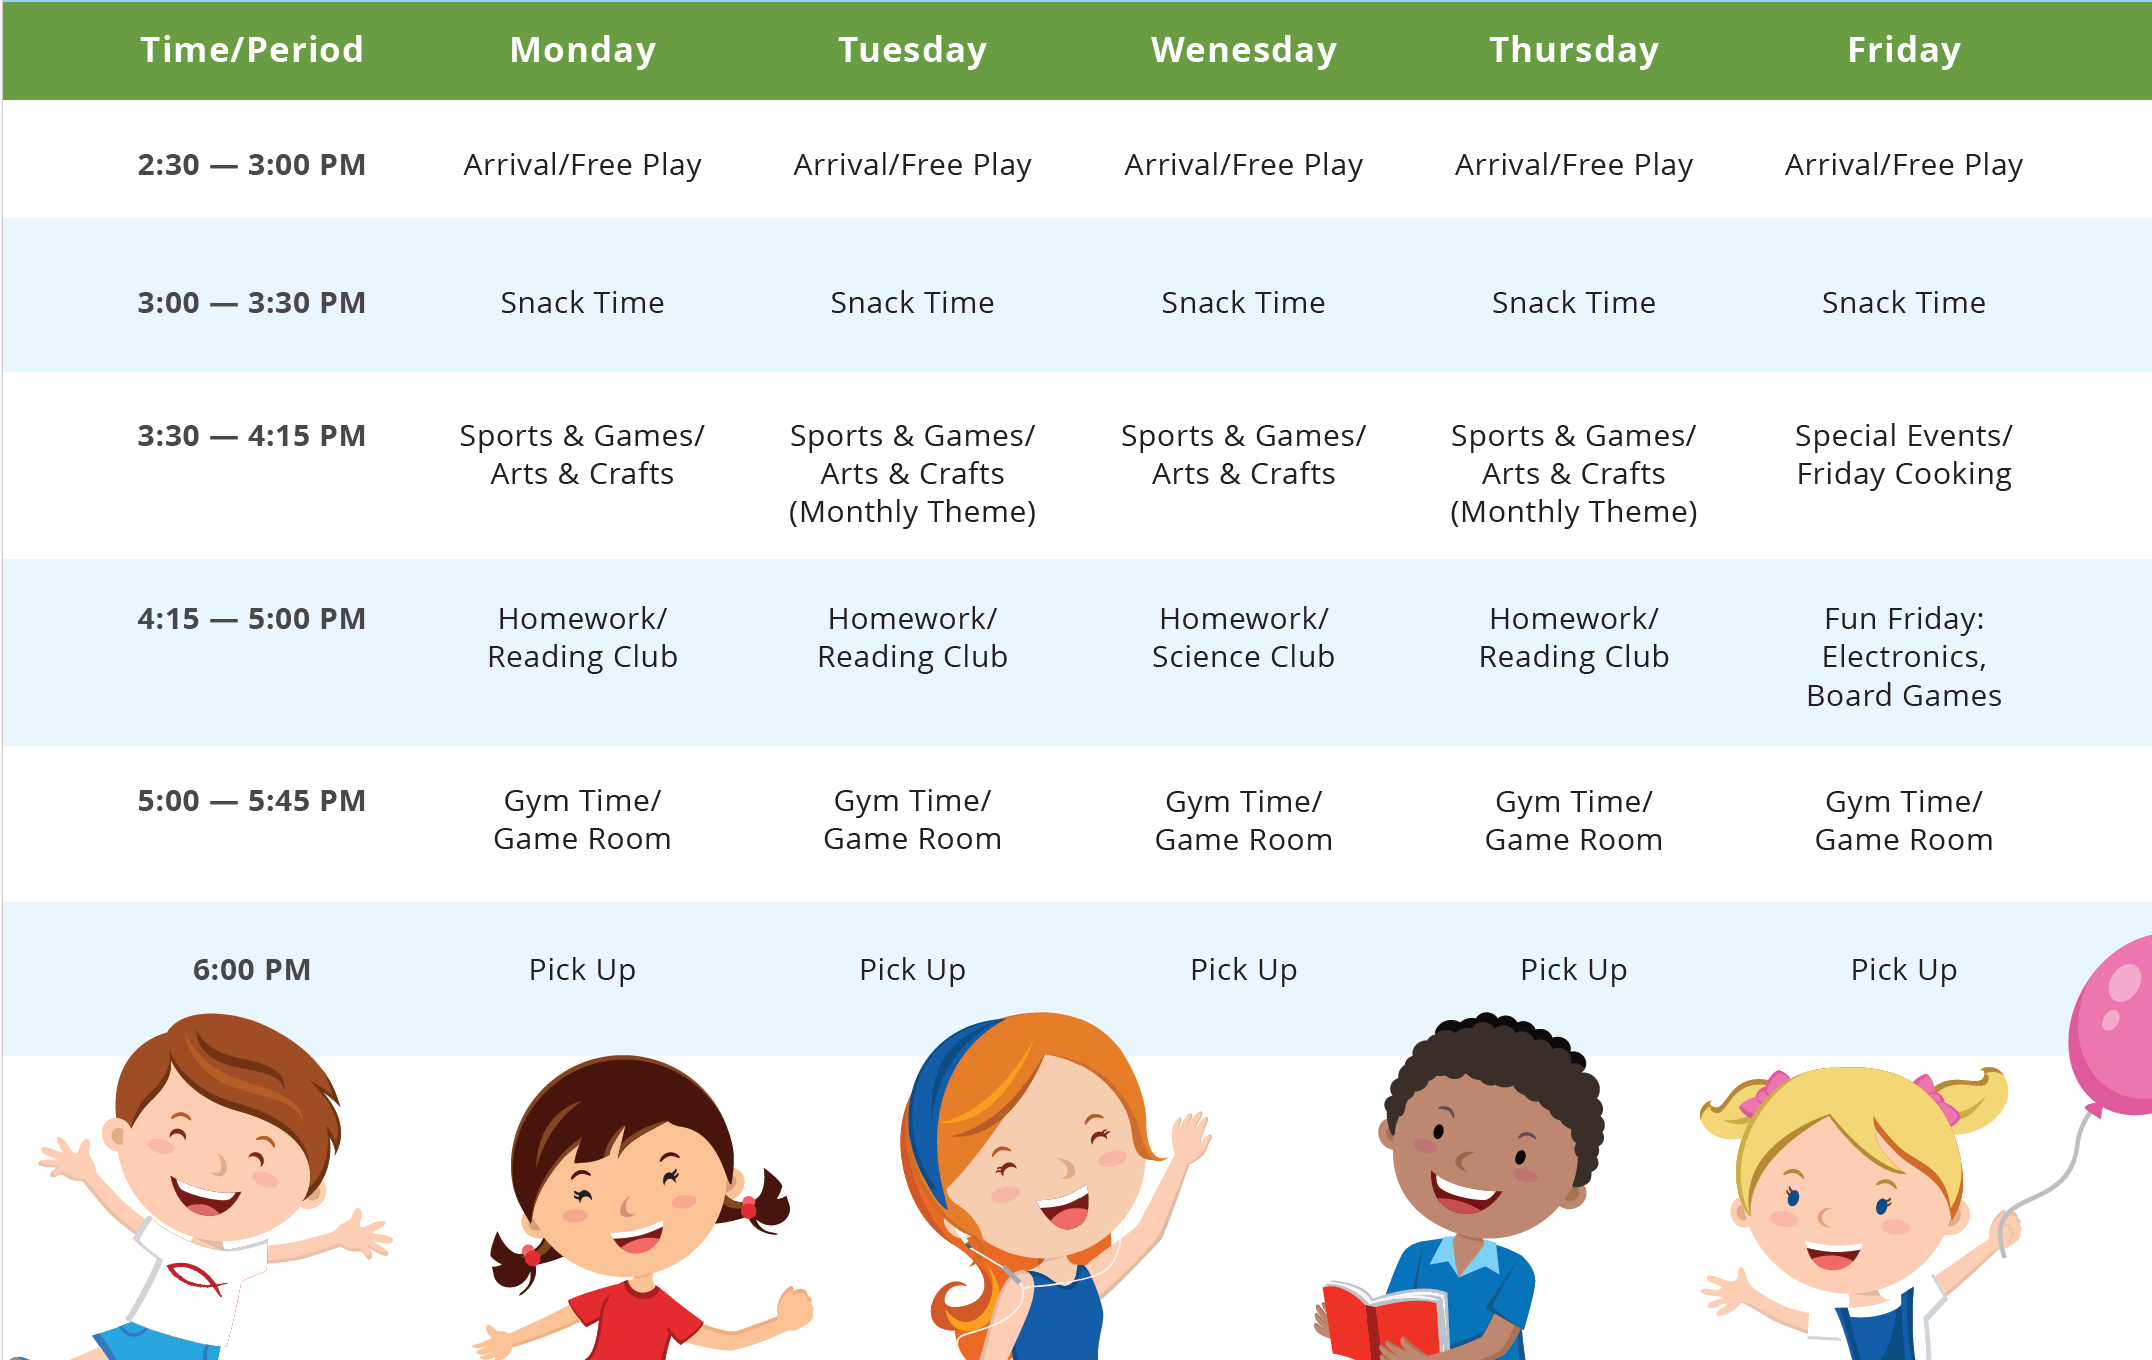 Time/Period Monday Tuesday Wenesday Thursday Friday
2:30 — 3:00 PM Arrival/Free Play Arrival/Free Play Arrival/Free Play Arrival/Free Play Arrival/Free Play
3:00 — 3:30 PM Snack Time Snack Time Snack Time Snack Time Snack Time
3:30 — 4:15 PM Sports & Games/ Sports & Games/ Sports & Games/ Sports & Games/ Special Events/
Arts & Crafts Arts & Crafts Arts & Crafts Arts & Crafts Friday Cooking
(Monthly Theme) (Monthly Theme)
4:15 — 5:00 PM Homework/ Homework/ Homework/ Homework/ Fun Friday:
Reading Club Reading Club Science Club Reading Club Electronics,
Board Games
5:00 — 5:45 PM Gym Time/ Gym Time/ Gym Time/ Gym Time/ Gym Time/
Game Room Game Room Game Room Game Room Game Room
6:00 PM Pick Up Pick Up Pick Up Pick Up Pick Up